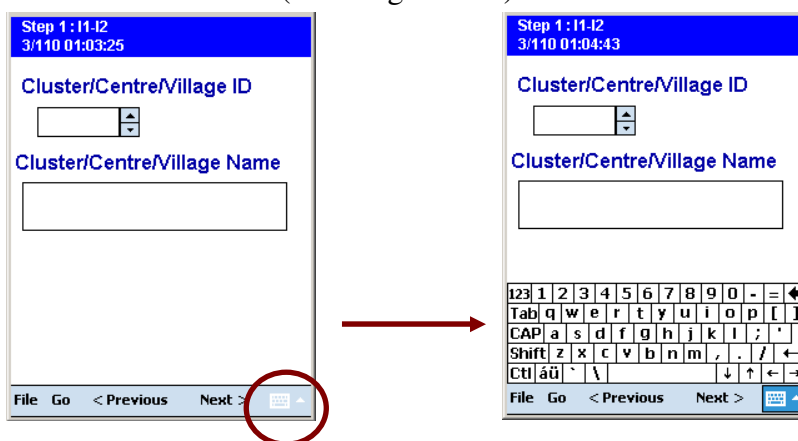 Step 1 : I1-I2
3/110 01:03:25
Cluster/Centre/Village ID
Cluster/Centre/Village Name
File Go < Previous Next >
Step 1 : I1-I2
3/110 01:04:43
Cluster/Centre/Village ID
Cluster/Centre/Village Name
123 1 2 3 4 5 6 7 8 9 0 - =
Tab q w e r t y u i o p [ ]
CAP a s d f g h j k l ; '
Shift z x c v b n m , . / ←
Ctl áü ` \ ↓ ↑ ← →
File Go < Previous Next >